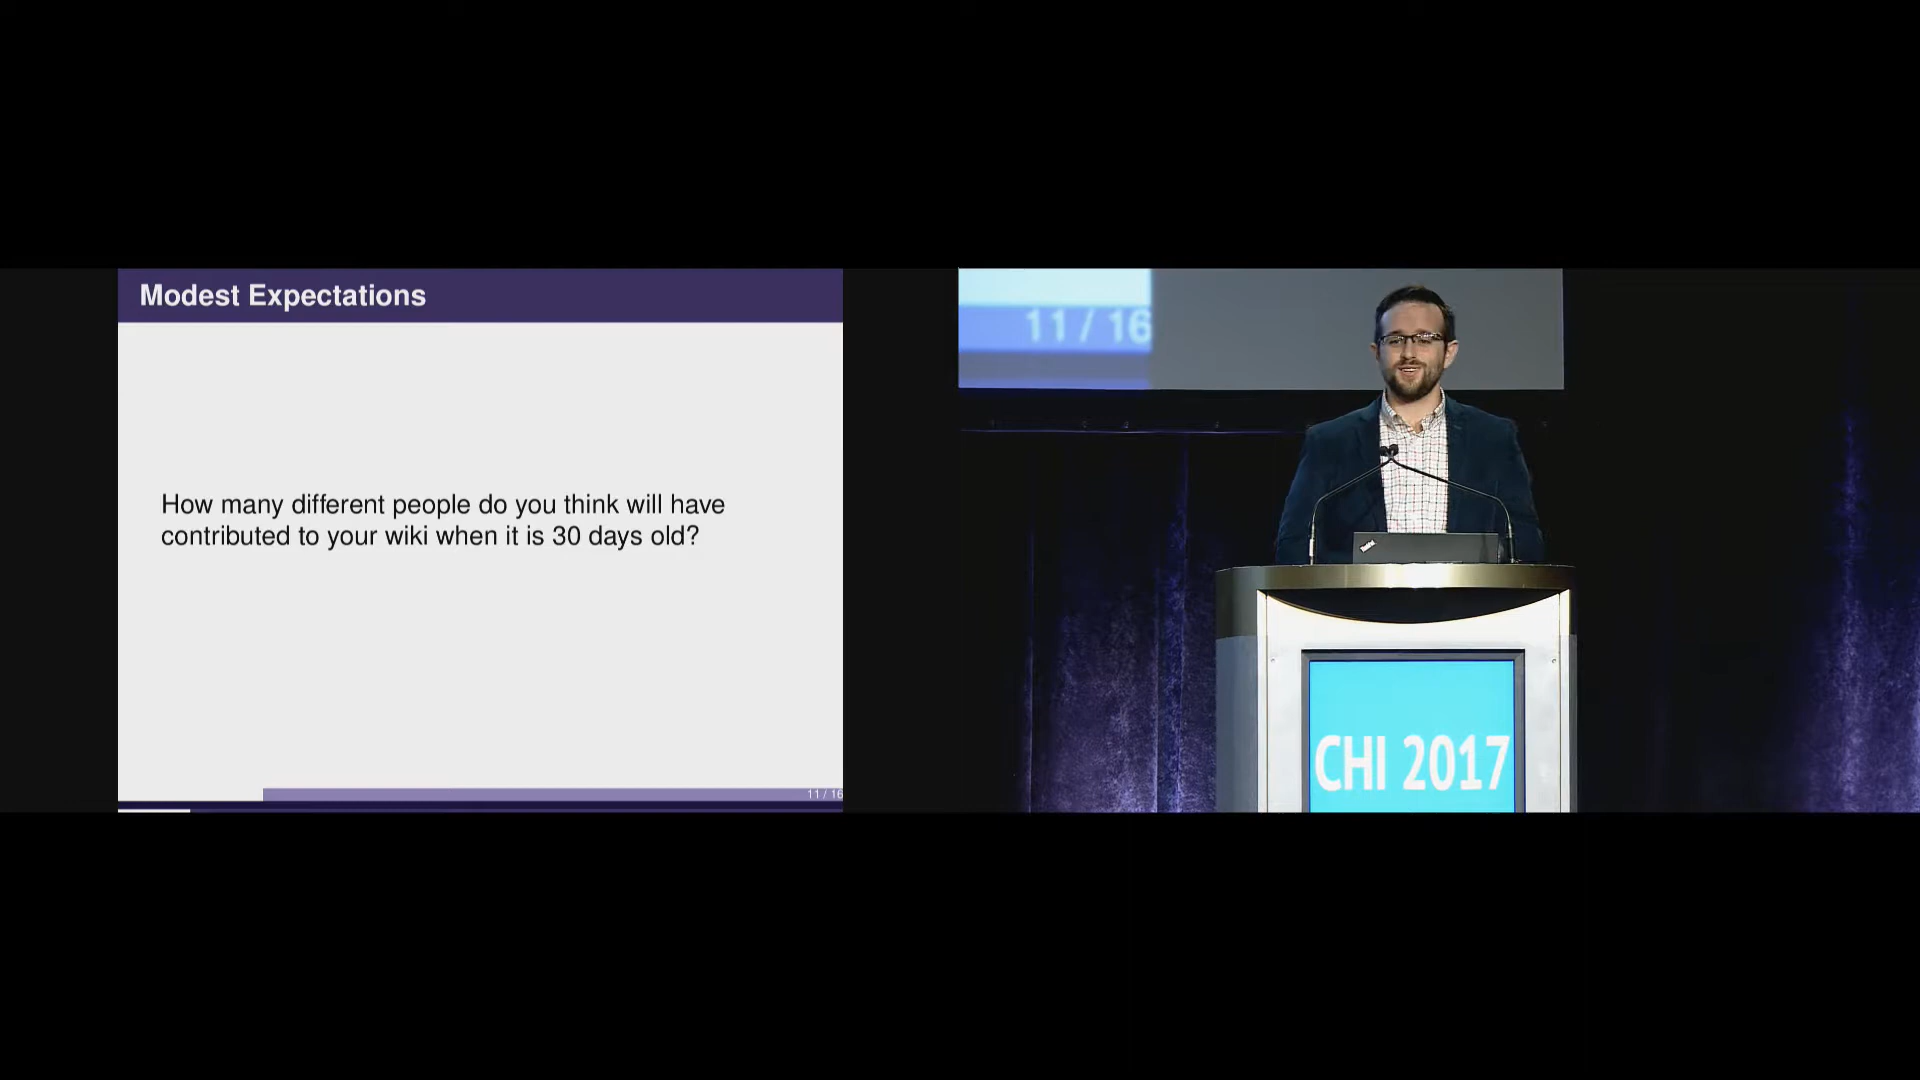 Modest Expectations
How many different people do you think will have
contributed to your wiki when it is 30 days old?
11 / 16
11 / 16
ThinkPad
CHI 2017